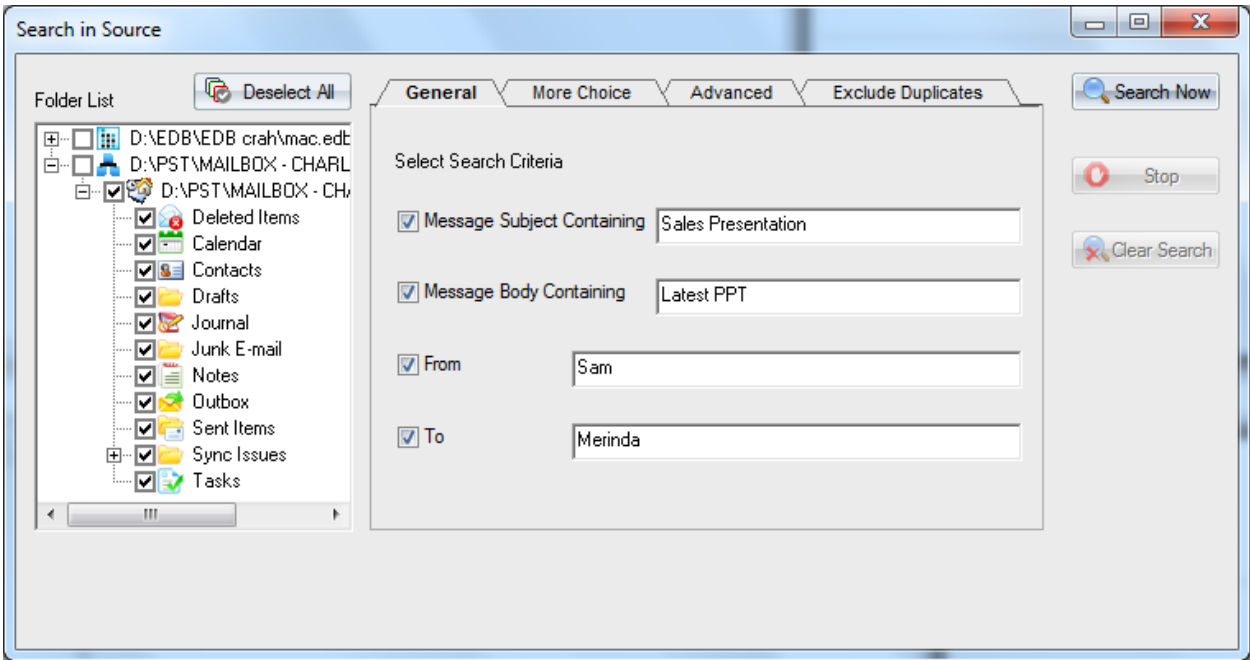 Search in Source
Folder List
Deselect All
D:\EDB\EDB crah\mac.edb
D:\PST\MAILBOX - CHARL
D:\PST\MAILBOX - CHA
Deleted Items
Calendar
Contacts
Drafts
Journal
Junk E-mail
Notes
Outbox
Sent Items
Sync Issues
Tasks
General More Choice Advanced Exclude Duplicates
Select Search Criteria
Message Subject Containing Sales Presentation
Message Body Containing Latest PPT
From Sam
To Merinda
Search Now
Stop
Clear Search